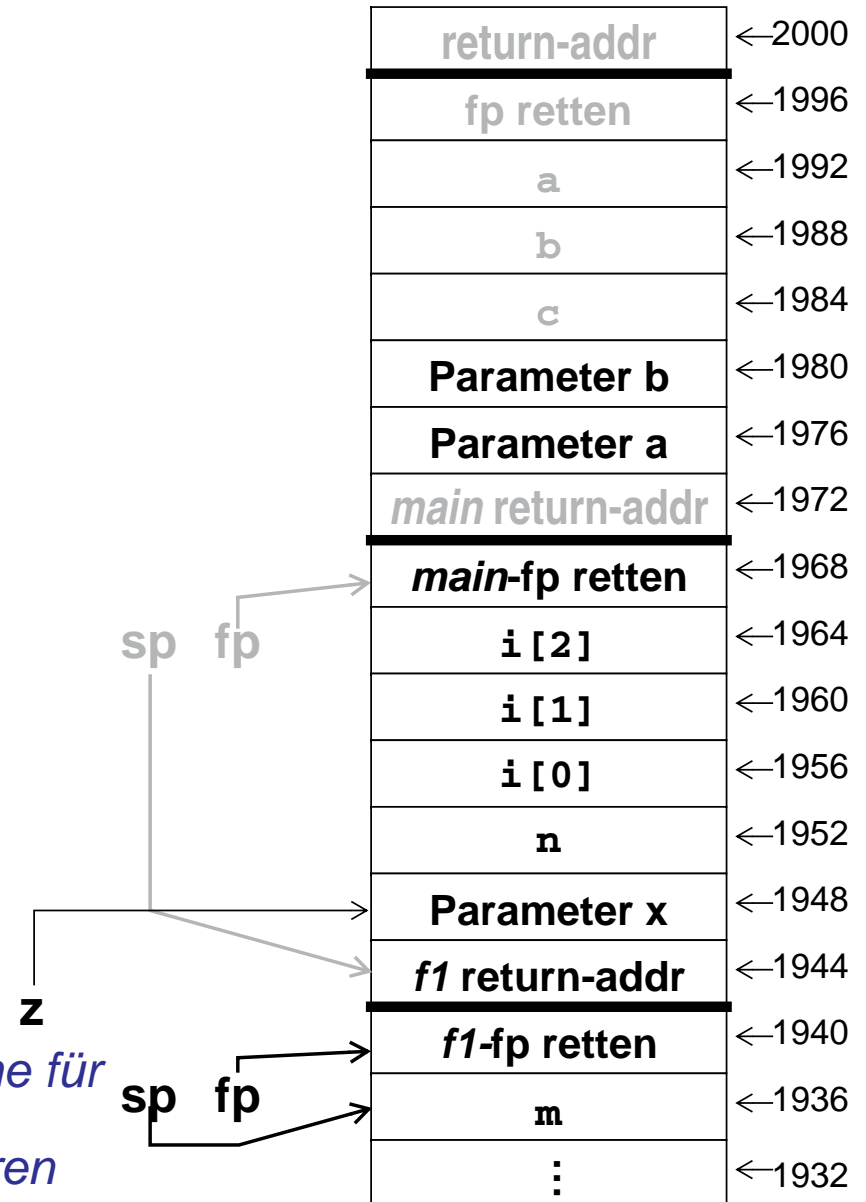 return-addr ←2000
fp retten ←1996
a ←1992
b ←1988
c ←1984
Parameter b ←1980
Parameter a ←1976
main return-addr ←1972
main-fp retten ←1968
sp fp i[2] ←1964
i[1] ←1960
i[0] ←1956
n ←1952
Parameter x ←1948
f1 return-addr ←1944
z
f1-fp retten ←1940
für
sp fp m ←1936
⋮ ←1932